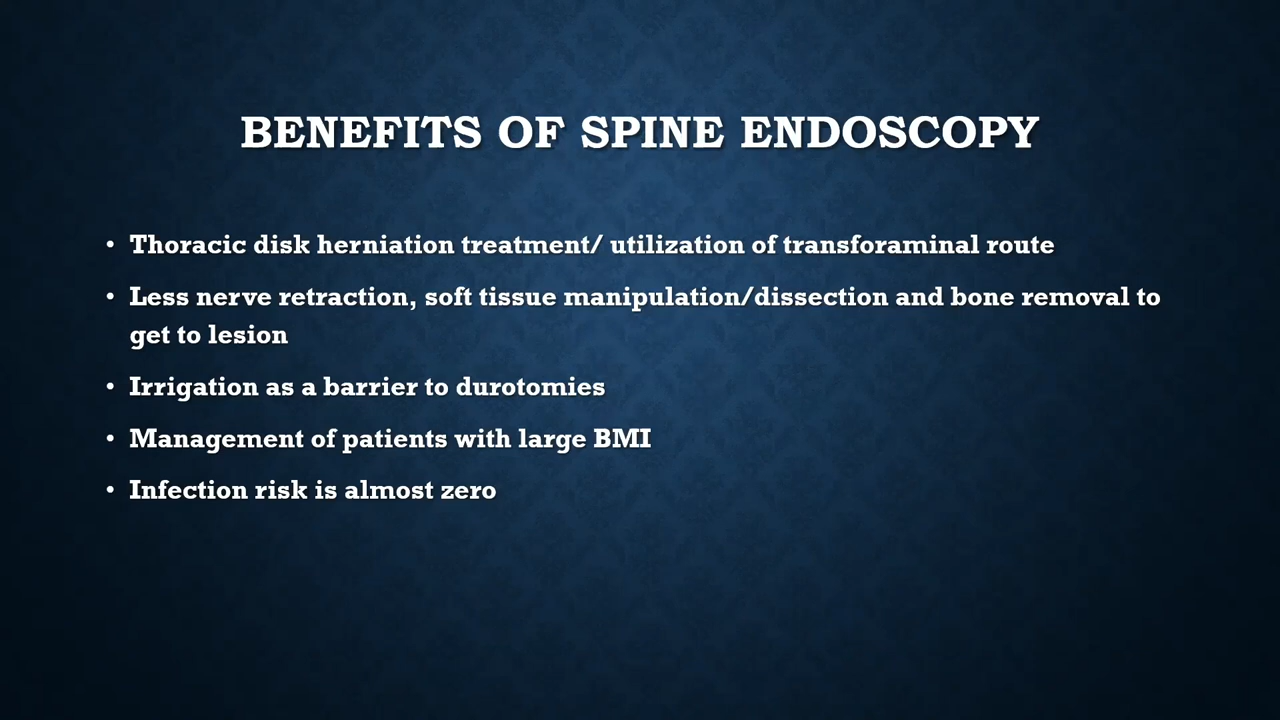 BENEFITS OF SPINE ENDOSCOPY
• Thoracic disk herniation treatment/ utilization of transforaminal route
• Less nerve retraction, soft tissue manipulation/dissection and bone removal to
get to lesion
• Irrigation as a barrier to durotomies
• Management of patients with large BMI
• Infection risk is almost zero